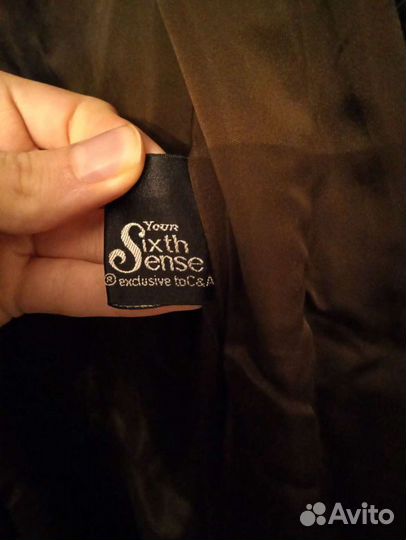 Your
Sixth
Sense
® exclusive to C&A
Avito